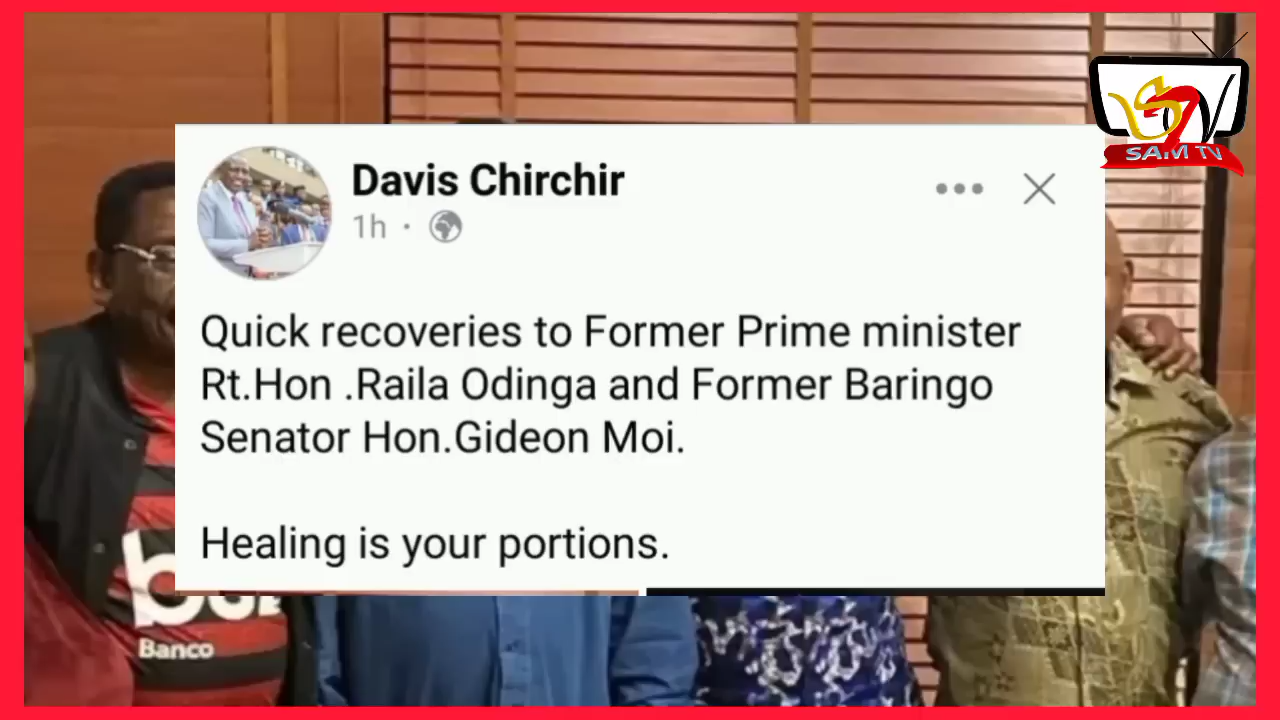 SAM TV
Davis Chirchir
1h ·
Quick recoveries to Former Prime minister
Rt.Hon .Raila Odinga and Former Baringo
Senator Hon.Gideon Moi.
Healing is your portions.
Banco